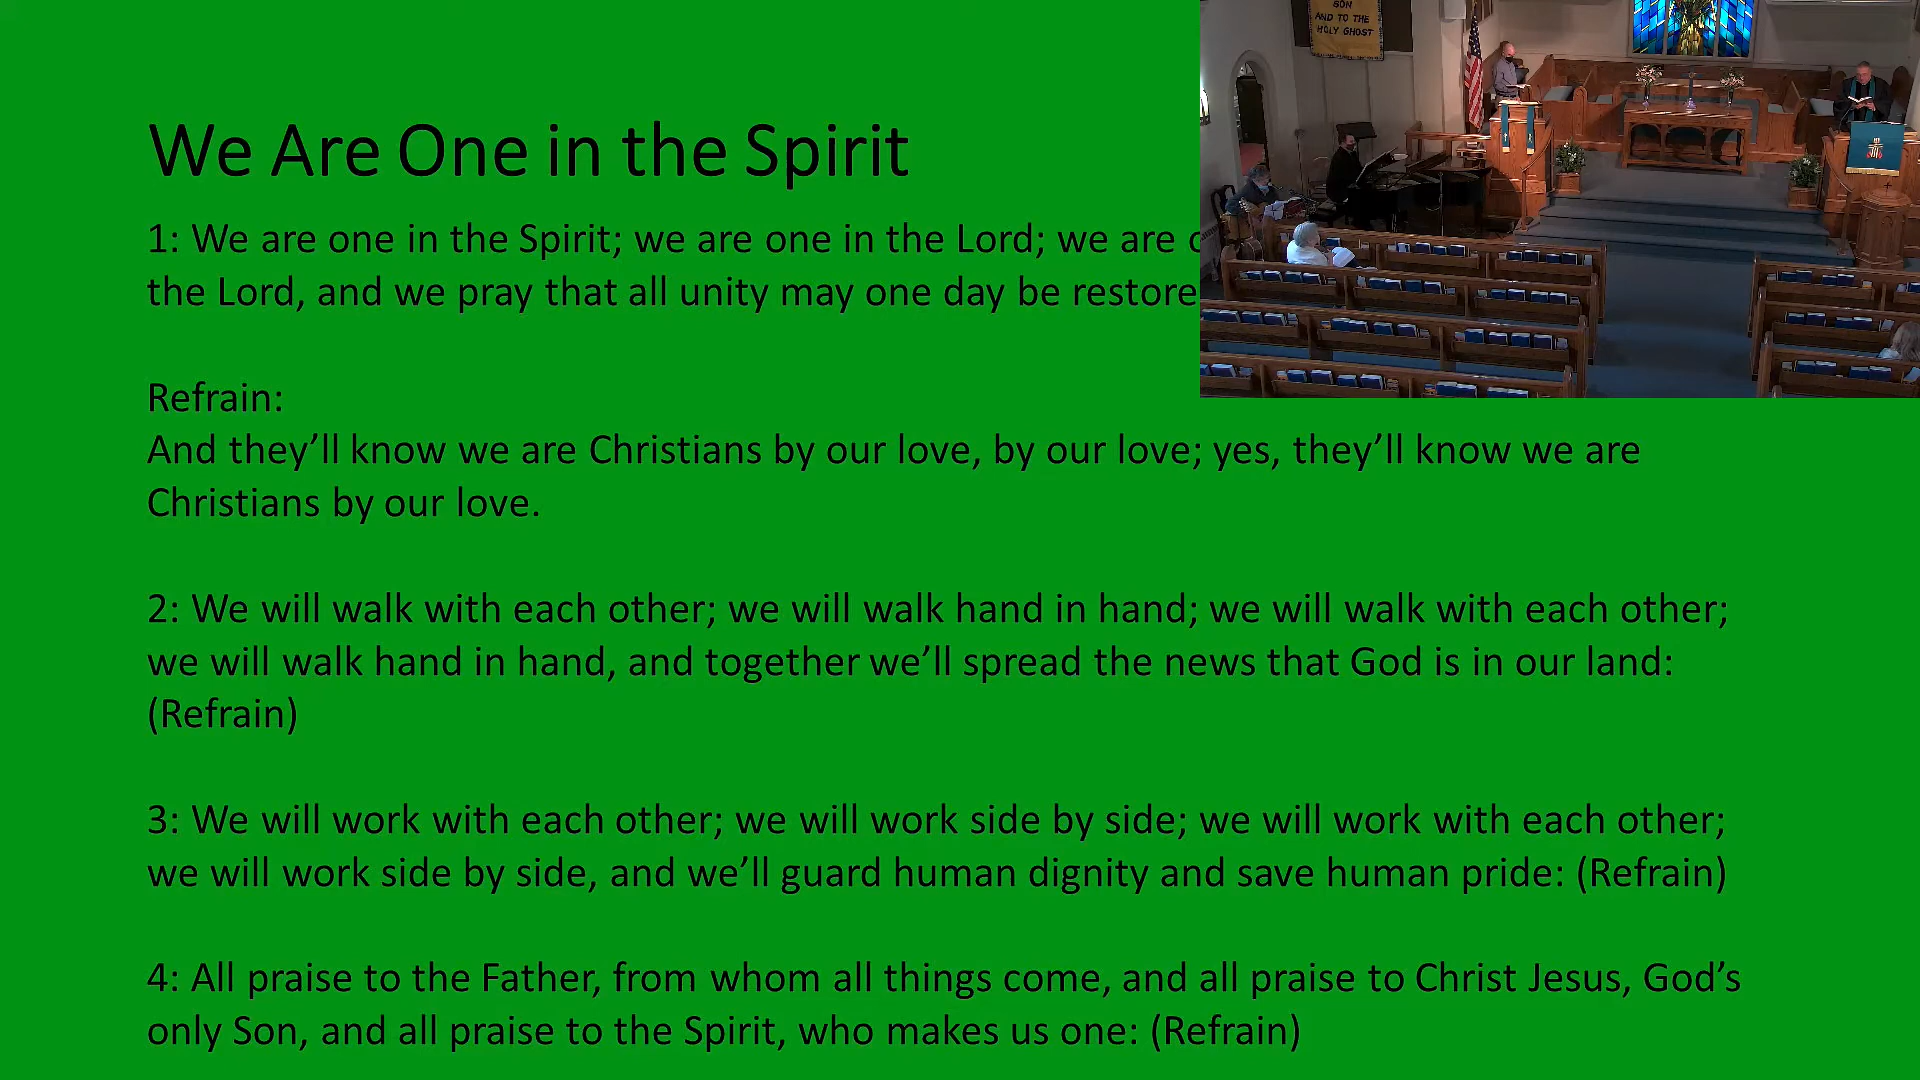 We Are One in the Spirit
1: We are one in the Spirit; we are one in the Lord; we are
the Lord, and we pray that all unity may one day be restore
Refrain:
And they’ll know we are Christians by our love, by our love; yes, they’ll know we are
Christians by our love.
2: We will walk with each other; we will walk hand in hand; we will walk with each other;
we will walk hand in hand, and together we’ll spread the news that God is in our land:
(Refrain)
3: We will work with each other; we will work side by side; we will work with each other;
we will work side by side, and we’ll guard human dignity and save human pride: (Refrain)
4: All praise to the Father, from whom all things come, and all praise to Christ Jesus, God’s
only Son, and all praise to the Spirit, who makes us one: (Refrain)
SON
AND TO THE
HOLY GHOST